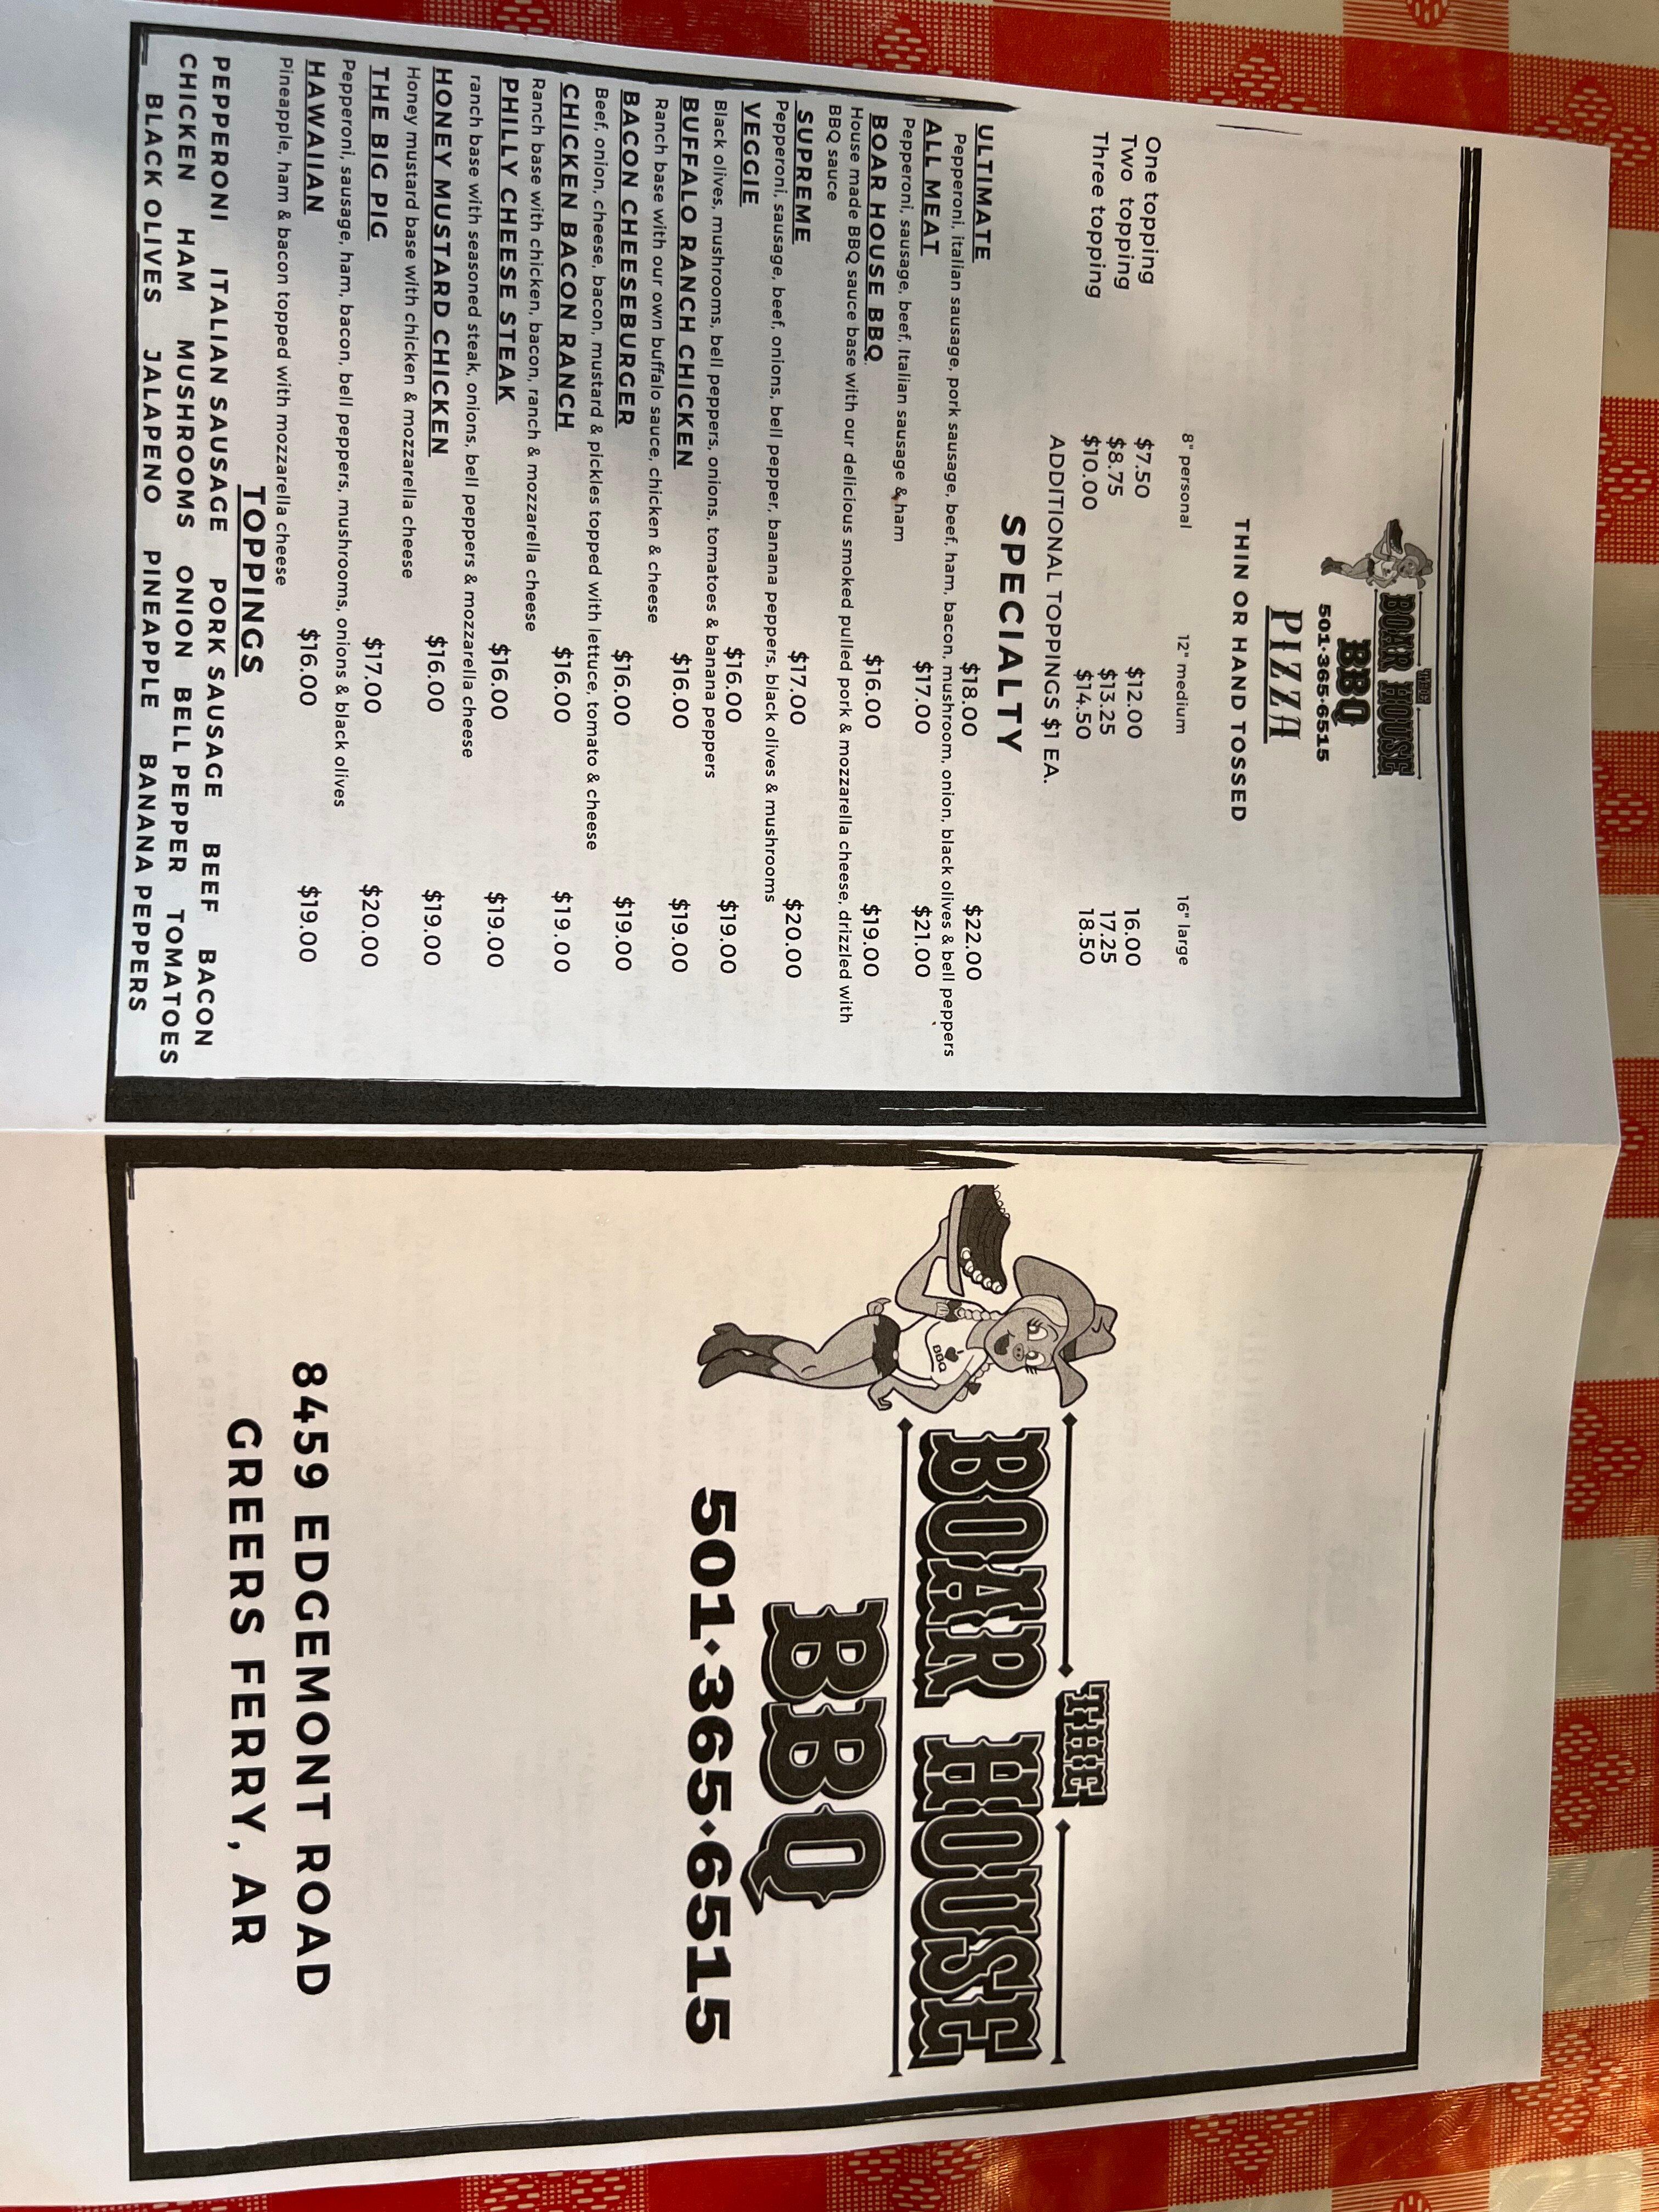 THE
BOAR HOUSE
BBQ
501·365·6515
PIZZA
THIN OR HAND TOSSED
8" personal 12" medium 16" large
One topping $7.50 $12.00 16.00
Two topping $8.75 $13.25 17.25
Three topping $10.00 $14.50 18.50
ADDITIONAL TOPPINGS $1 EA.
SPECIALTY
ULTIMATE $18.00 $22.00
Pepperoni, italian sausage, pork sausage, beef, ham, bacon, mushroom, onion, black olives & bell peppers
ALL MEAT $17.00 $21.00
Pepperoni, sausage, beef, Italian sausage & ham
BOAR HOUSE BBQ $16.00 $19.00
House made BBQ sauce base with our delicious smoked pulled pork & mozzarella cheese, drizzled with
BBQ sauce
SUPREME $17.00 $20.00
Pepperoni, sausage, beef, onions, bell pepper, banana peppers, black olives & mushrooms
VEGGIE $16.00 $19.00
Black olives, mushrooms, bell peppers, onions, tomatoes & banana peppers
BUFFALO RANCH CHICKEN $16.00 $19.00
Ranch base with our own buffalo sauce, chicken & cheese
BACON CHEESEBURGER $16.00 $19.00
Beef, onion, cheese, bacon, mustard & pickles topped with lettuce, tomato & cheese
CHICKEN BACON RANCH $16.00 $19.00
Ranch base with chicken, bacon, ranch & mozzarella cheese
PHILLY CHEESE STEAK $16.00 $19.00
ranch base with seasoned steak, onions, bell peppers & mozzarella cheese
HONEY MUSTARD CHICKEN $16.00 $19.00
Honey mustard base with chicken & mozzarella cheese
THE BIG PIG $17.00 $20.00
Pepperoni, sausage, ham, bacon, bell peppers, mushrooms, onions & black olives
HAWAIIAN $16.00 $19.00
Pineapple, ham & bacon topped with mozzarella cheese
TOPPINGS
PEPPERONI ITALIAN SAUSAGE PORK SAUSAGE BEEF BACON
CHICKEN HAM MUSHROOMS ONION BELL PEPPER TOMATOES
BLACK OLIVES JALAPENO PINEAPPLE BANANA PEPPERS
BBQ
THE
BOAR HOUSE
BBQ
501·365·6515
8459 EDGEMONT ROAD
GREERS FERRY, AR